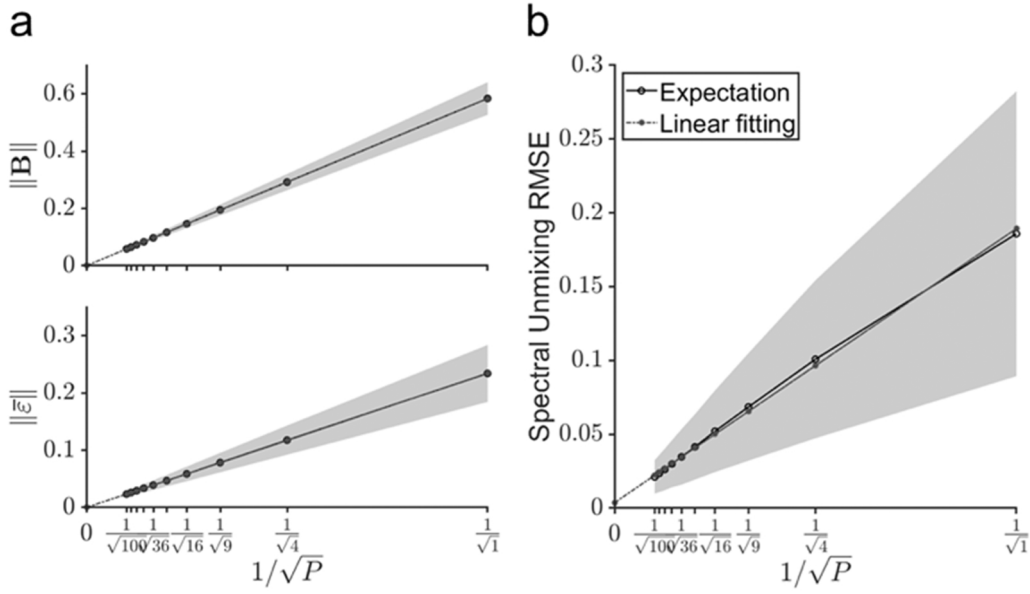 a
0.6
0.4
0.2
0
‖B‖
0.3
0.2
0.1
0
‖ε̄‖
0 1/√100 1/√36 1/√16 1/√9 1/√4 1/√1
1/√P
b
0.3
0.25
0.2
0.15
0.1
0.05
0
Spectral Unmixing RMSE
Expectation
Linear fitting
0 1/√100 1/√36 1/√16 1/√9 1/√4 1/√1
1/√P